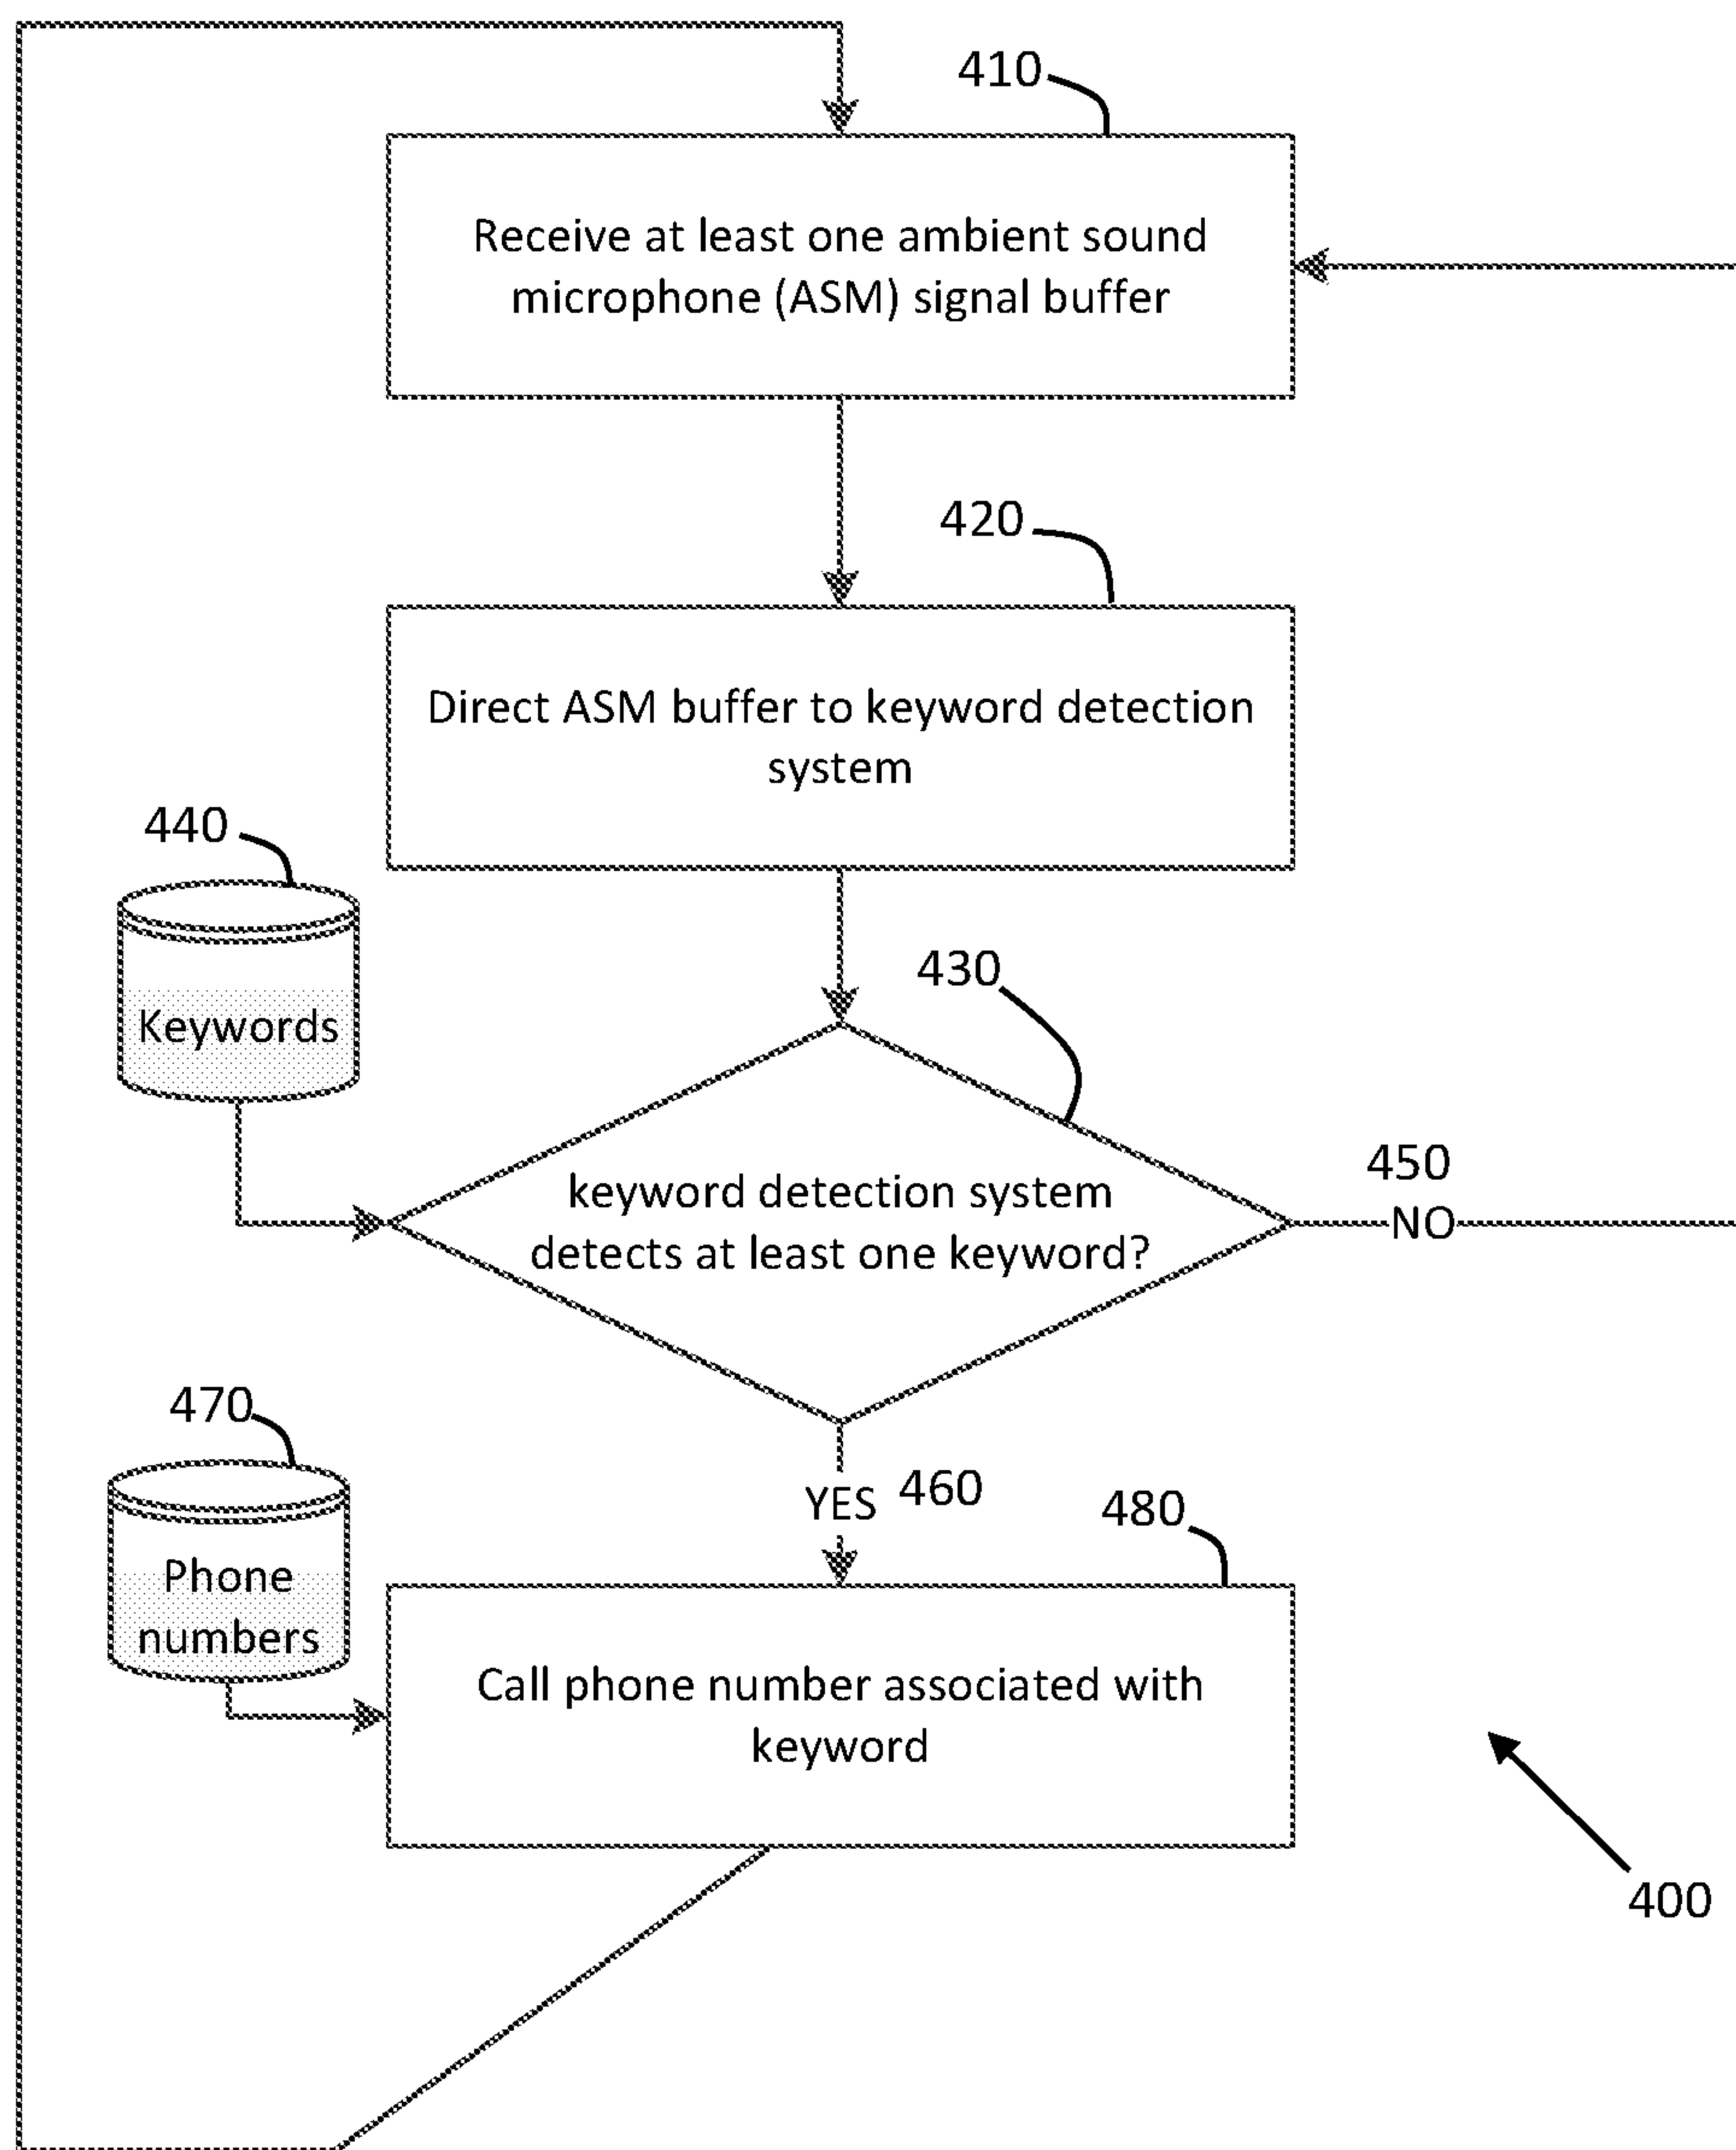 410
Receive at least one ambient sound
microphone (ASM) signal buffer
420
Direct ASM buffer to keyword detection
system
440
Keywords
430
keyword detection system
detects at least one keyword?
450
NO
470
Phone
numbers
YES 460
480
Call phone number associated with
keyword
400